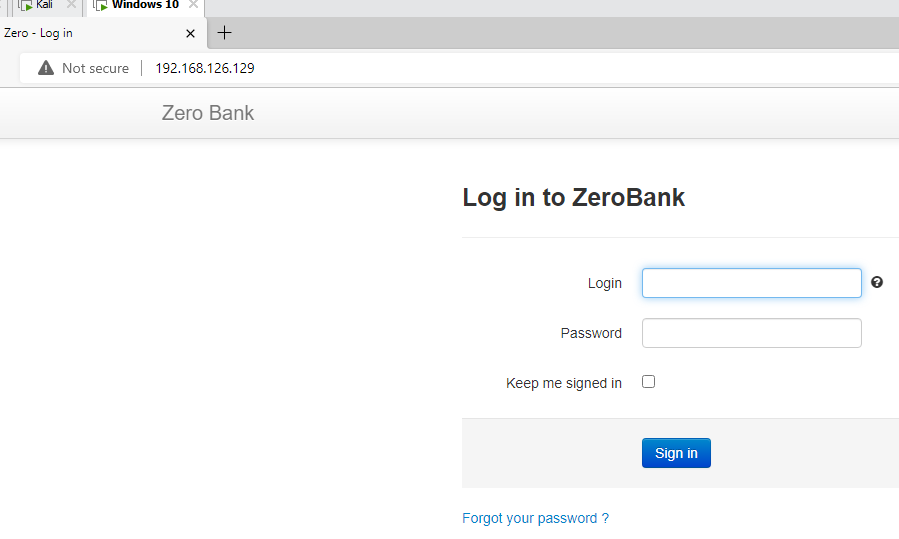 Kali
Windows 10
Zero - Log in
Not secure
192.168.126.129
Zero Bank
Log in to ZeroBank
Login
Password
Keep me signed in
Sign in
Forgot your password ?